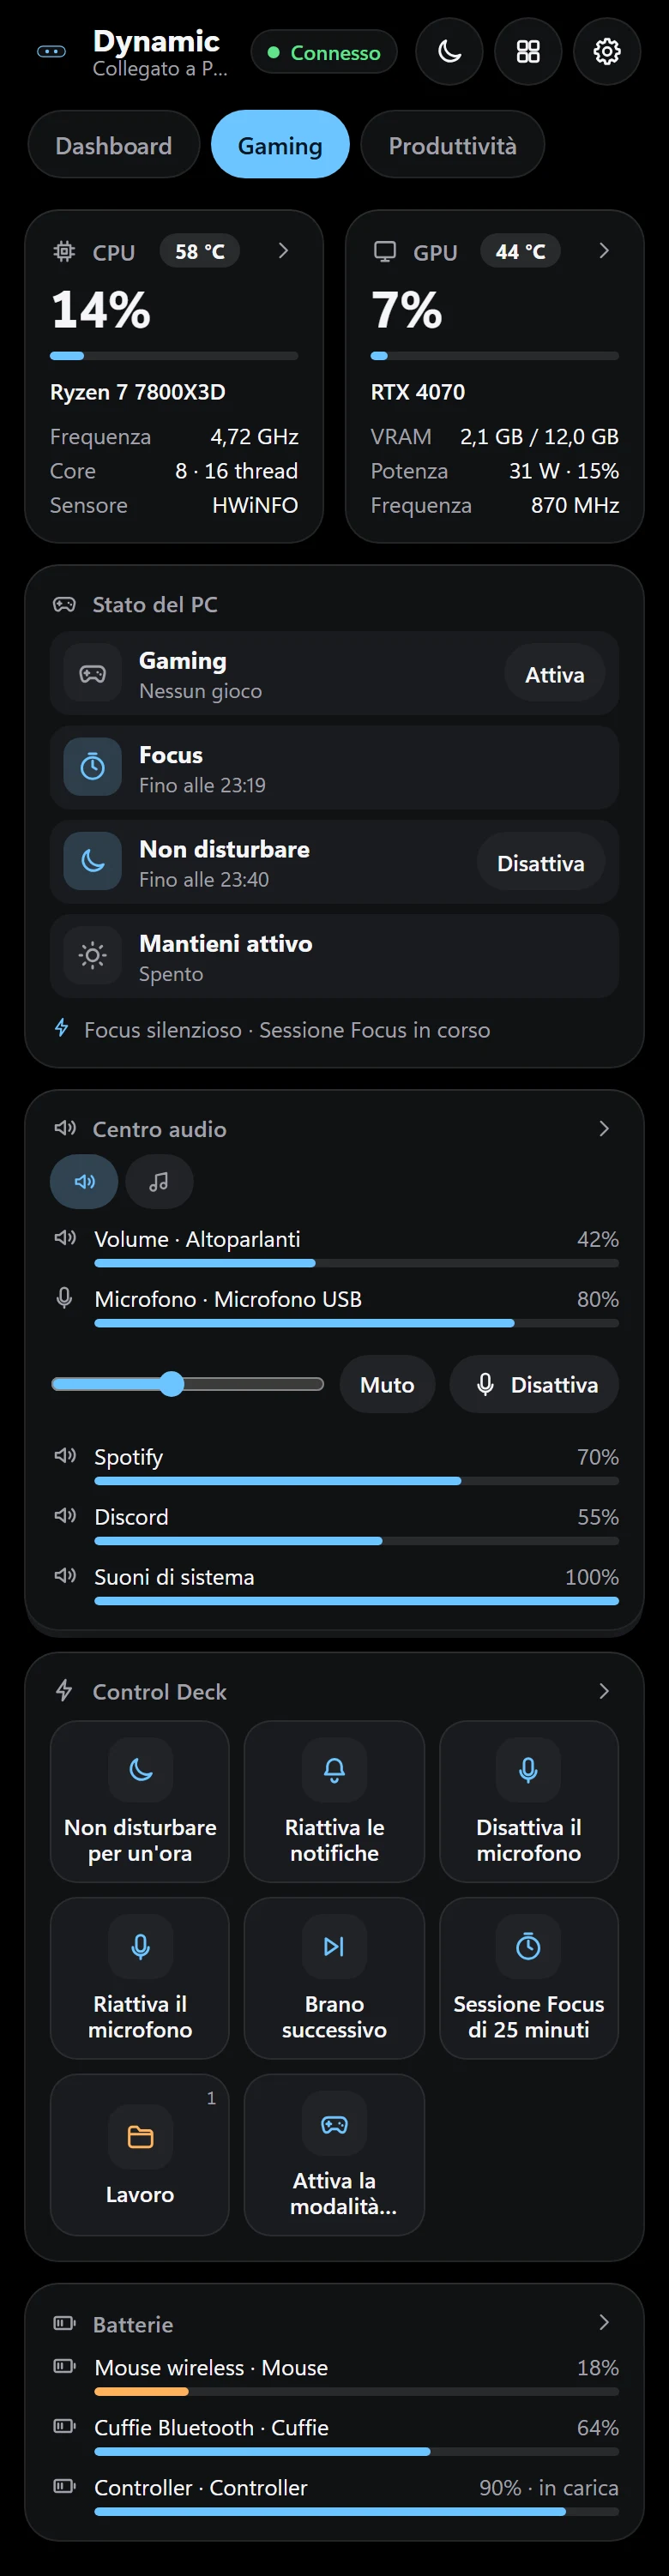 Dynamic
Collegato a P...
Connesso
Dashboard
Gaming
Produttività
CPU
58 °C
14%
Ryzen 7 7800X3D
Frequenza 4,72 GHz
Core 8 · 16 thread
Sensore HWiNFO
GPU
44 °C
7%
RTX 4070
VRAM 2,1 GB / 12,0 GB
Potenza 31 W · 15%
Frequenza 870 MHz
Stato del PC
Gaming
Nessun gioco
Attiva
Focus
Fino alle 23:19
Non disturbare
Fino alle 23:40
Disattiva
Mantieni attivo
Spento
Focus silenzioso · Sessione Focus in corso
Centro audio
Volume · Altoparlanti 42%
Microfono · Microfono USB 80%
Muto
Disattiva
Spotify 70%
Discord 55%
Suoni di sistema 100%
Control Deck
Non disturbare
per un'ora
Riattiva le
notifiche
Disattiva il
microfono
Riattiva il
microfono
Brano
successivo
Sessione Focus
di 25 minuti
1
Lavoro
Attiva la
modalità...
Batterie
Mouse wireless · Mouse 18%
Cuffie Bluetooth · Cuffie 64%
Controller · Controller 90% · in carica